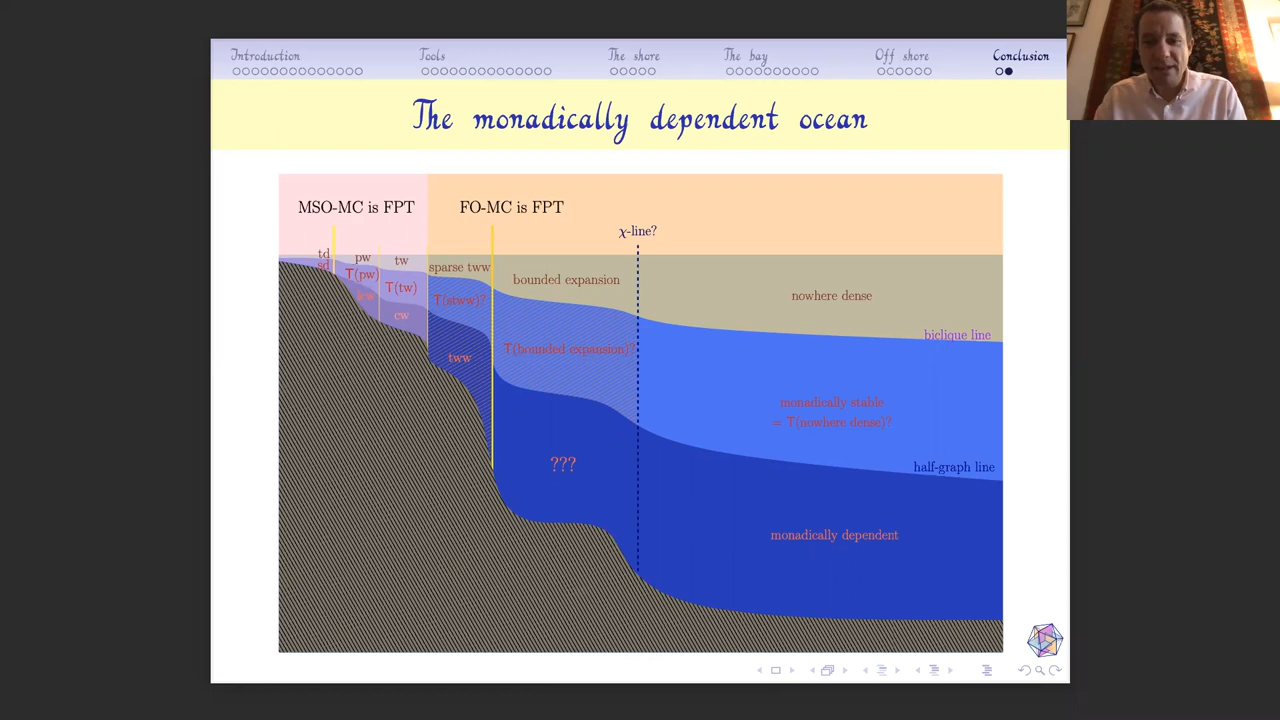 Introduction Tools The shore The bay Off shore Conclusion
The monadically dependent ocean
MSO-MC is FPT FO-MC is FPT
χ-line?
td pw tw sparse tww bounded expansion nowhere dense
sd T(pw) T(tw) T(stww)?
cw
biclique line
tww T(bounded expansion)?
monadically stable
= T(nowhere dense)?
???
half-graph line
monadically dependent